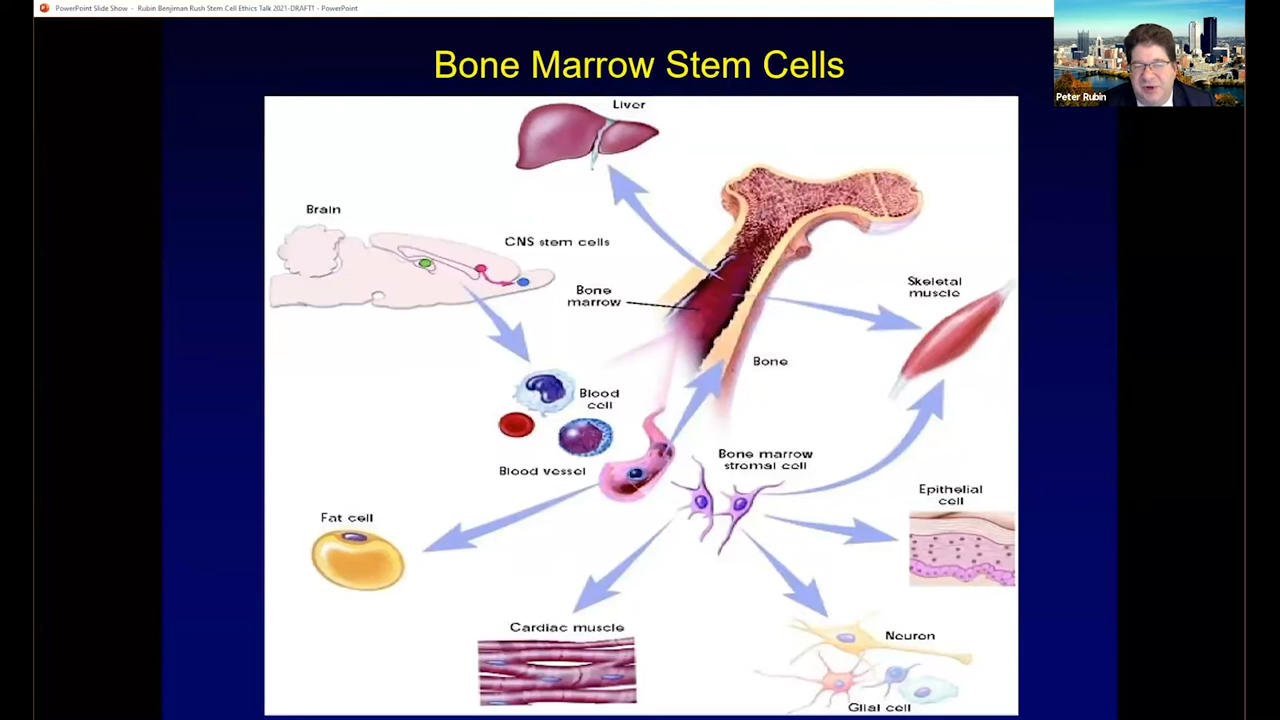 PowerPoint Slide Show - Rubin Benjiman Rush Stem Cell Ethics Talk 2021-DRAFT1 - PowerPoint
Peter Rubin
Bone Marrow Stem Cells
Liver
Brain
CNS stem cells
Bone
marrow
Skeletal
muscle
Bone
Blood
cell
Blood vessel
Bone marrow
stromal cell
Epithelial
cell
Fat cell
Cardiac muscle
Neuron
Glial cell